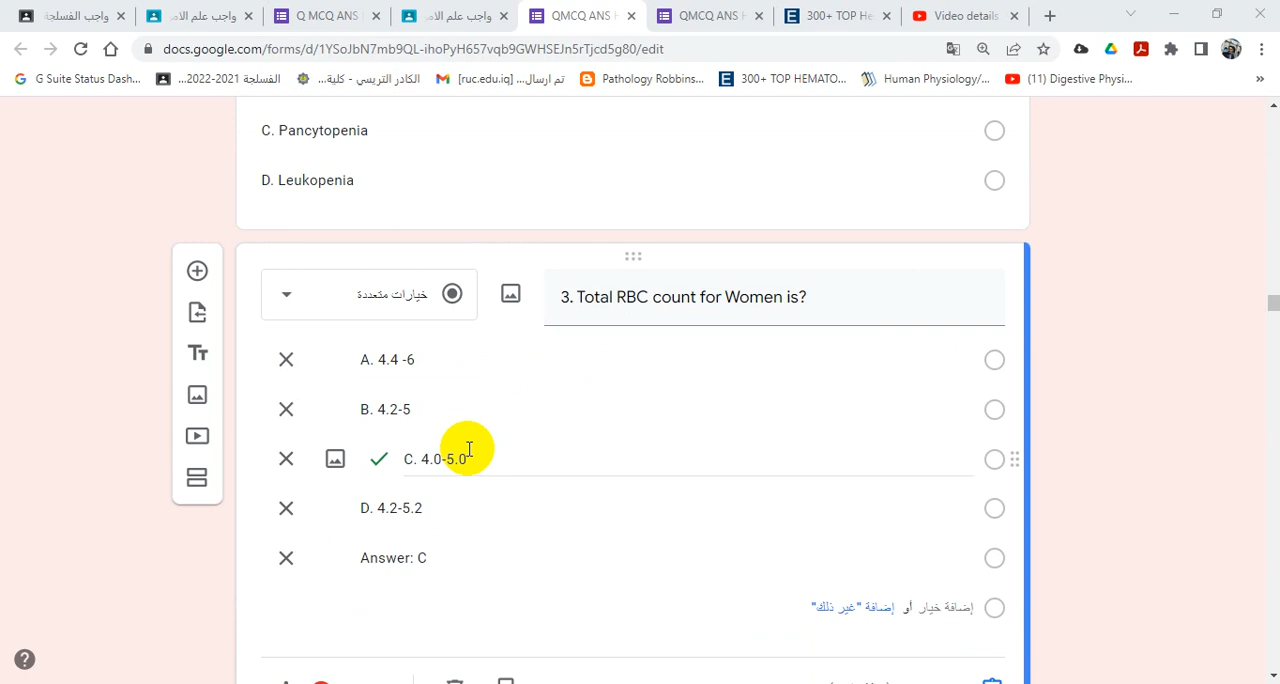 واجب الفسلجة
واجب علم الامر
Q MCQ ANS
واجب علم الامر
QMCQ ANS H
QMCQ ANS H
300+ TOP He
Video details
docs.google.com/forms/d/1YSoJbN7mb9QL-ihoPyH657vqb9GWHSEJn5rTjcd5g80/edit
G Suite Status Dash...
الفسلجة 2021-2022...
الكادر التدريسي - كلية...
تم ارسال... [ruc.edu.iq]
Pathology Robbins...
300+ TOP HEMATO...
Human Physiology/...
(11) Digestive Physi...
»
C. Pancytopenia
D. Leukopenia
خيارات متعددة
3. Total RBC count for Women is?
A. 4.4 -6
B. 4.2-5
C. 4.0-5.0
D. 4.2-5.2
Answer: C
إضافة خيار أو إضافة "غير ذلك"